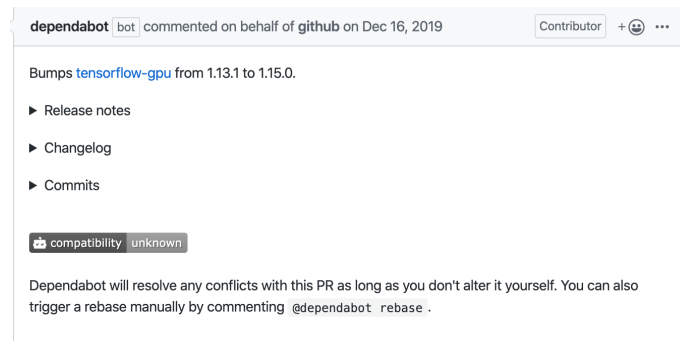 dependabot bot commented on behalf of github on Dec 16, 2019 Contributor
Bumps tensorflow-gpu from 1.13.1 to 1.15.0.
Release notes
Changelog
Commits
compatibility unknown
Dependabot will resolve any conflicts with this PR as long as you don't alter it yourself. You can also
trigger a rebase manually by commenting @dependabot rebase .